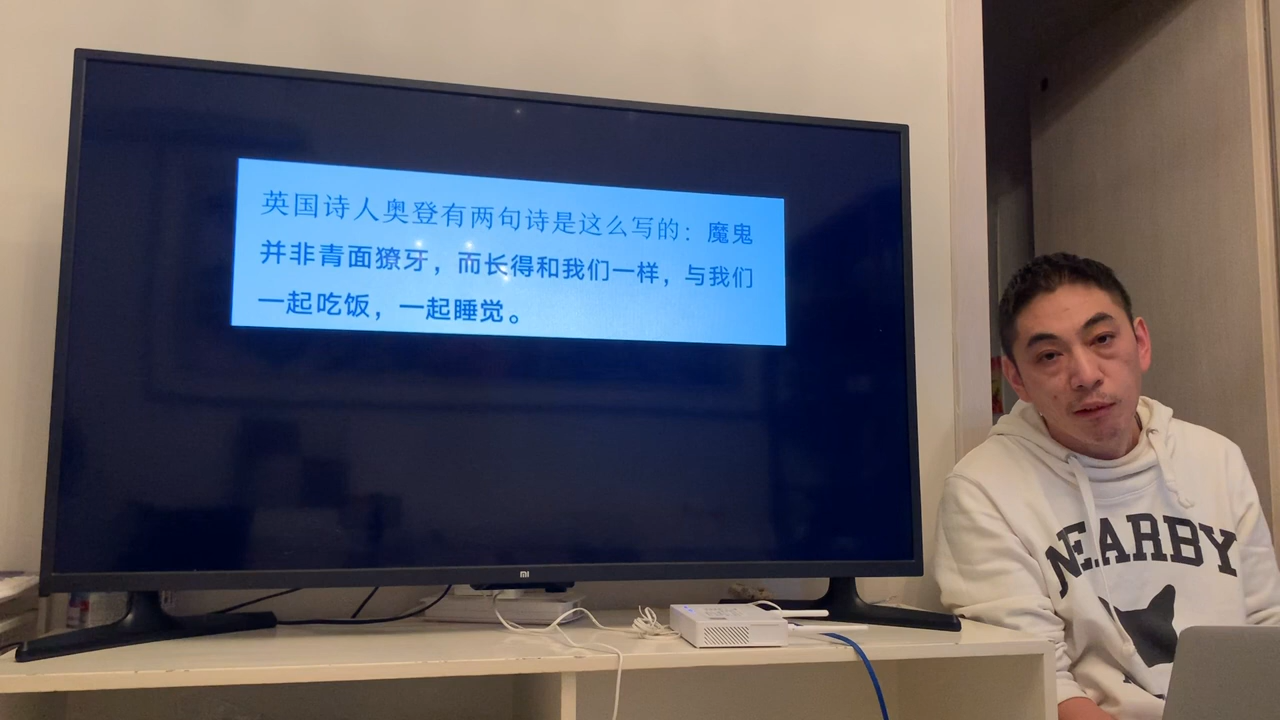 英国诗人奥登有两句诗是这么写的：魔鬼
并非青面獠牙，而长得和我们一样，与我们
一起吃饭，一起睡觉。
mi
NEARBY